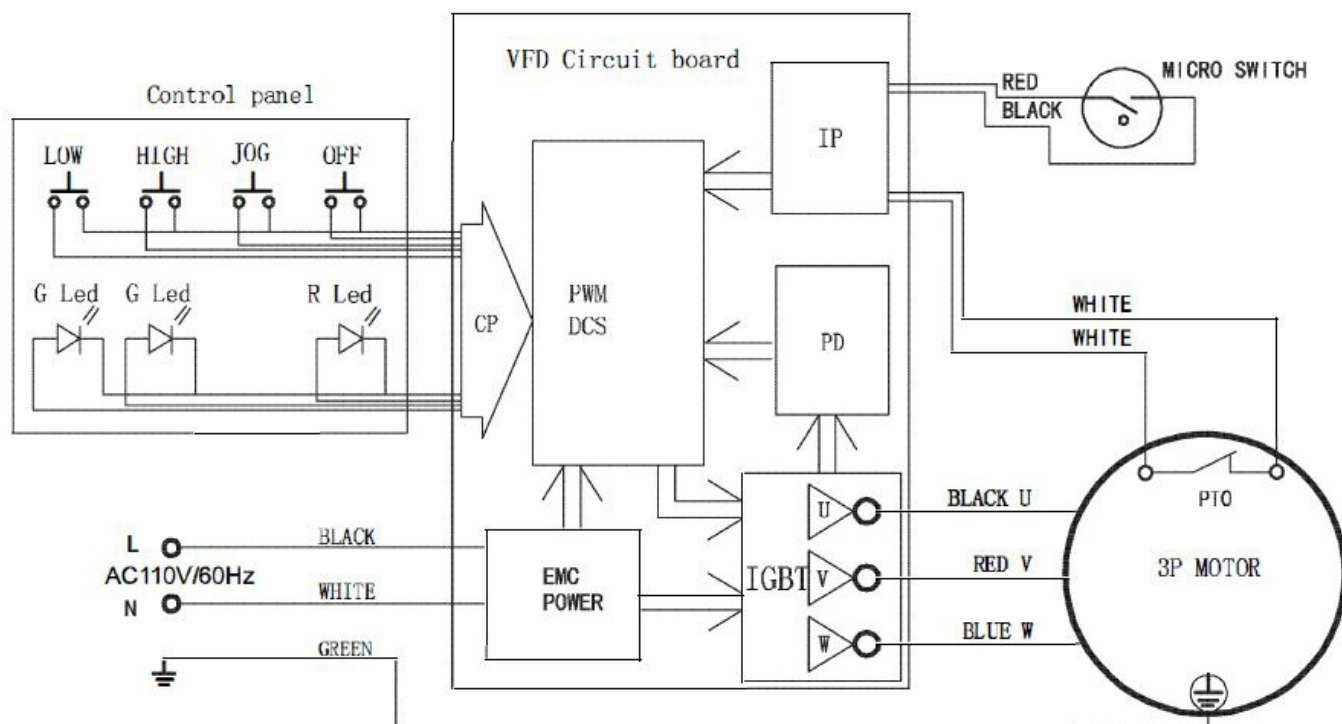 VFD Circuit board
Control panel
LOW HIGH JOG OFF
G Led G Led R Led
CP
PWM
DCS
IP
PD
RED
BLACK
MICRO SWITCH
WHITE
WHITE
L
AC110V/60Hz
N
BLACK
WHITE
GREEN
EMC
POWER
IGBT
U
V
W
BLACK U
RED V
BLUE W
PTO
3P MOTOR